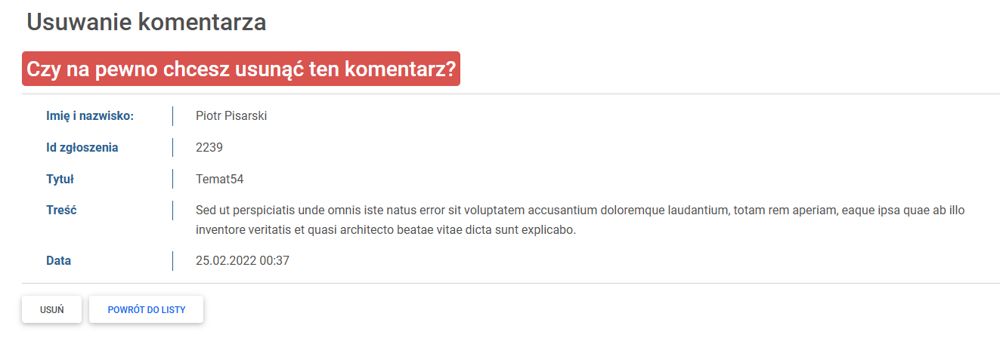 Usuwanie komentarza
Czy na pewno chcesz usunąć ten komentarz?
Imię i nazwisko: Piotr Pisarski
Id zgłoszenia 2239
Tytuł Temat54
Treść Sed ut perspiciatis unde omnis iste natus error sit voluptatem accusantium doloremque laudantium, totam rem aperiam, eaque ipsa quae ab illo
inventore veritatis et quasi architecto beatae vitae dicta sunt explicabo.
Data 25.02.2022 00:37
USUŃ POWRÓT DO LISTY